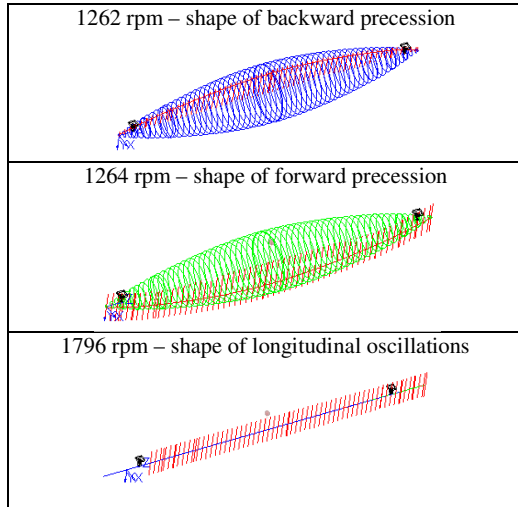 1262 rpm – shape of backward precession
1264 rpm – shape of forward precession
1796 rpm – shape of longitudinal oscillations